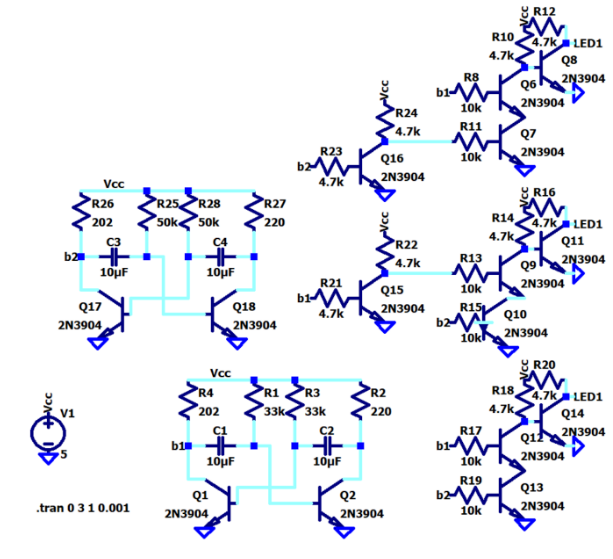 Vcc
R12
R10
4.7k
4.7k
LED1
Q8
2N3904
R8
b1
10k
Q6
2N3904
Vcc
R24
4.7k
R11
10k
Q7
2N3904
R23
b2
4.7k
Q16
2N3904
Vcc
R26
202
R25
50k
R28
50k
R27
220
b2
C3
10µF
C4
10µF
Q17
2N3904
Q18
2N3904
Vcc
R16
R14
4.7k
4.7k
LED1
Q11
2N3904
Vcc
R22
4.7k
R13
10k
Q9
2N3904
R21
b1
4.7k
Q15
2N3904
R15
b2
10k
Q10
2N3904
Vcc
R4
202
R1
33k
R3
33k
R2
220
b1
C1
10µF
C2
10µF
Q1
2N3904
Q2
2N3904
Vcc
R20
R18
4.7k
4.7k
LED1
Q14
2N3904
R17
b1
10k
Q12
2N3904
R19
b2
10k
Q13
2N3904
Vcc
V1
5
.tran 0 3 1 0.001